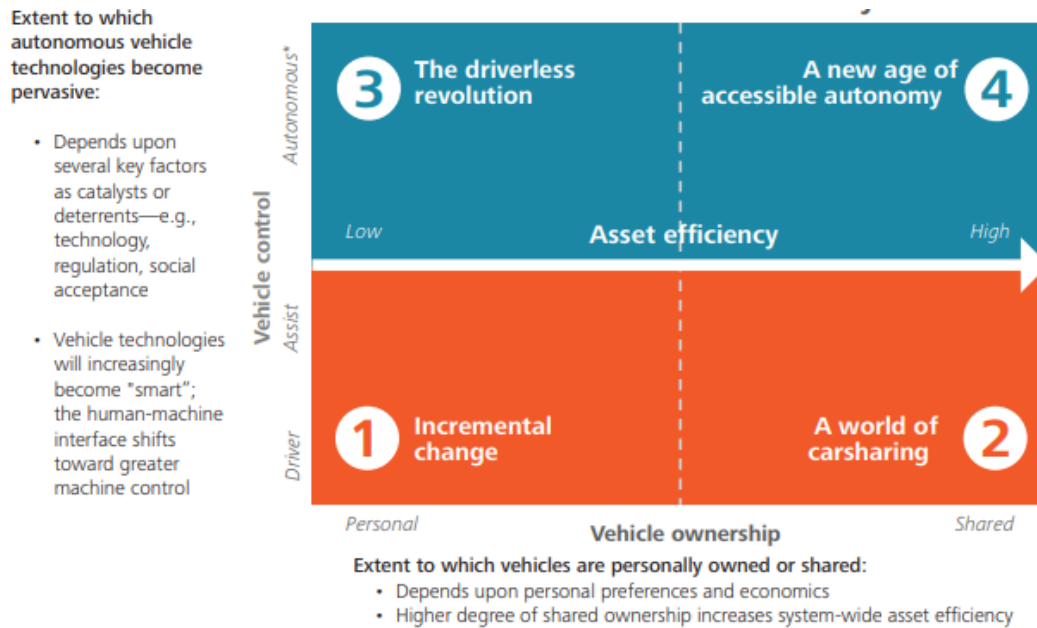 Extent to which
autonomous vehicle
technologies become
pervasive:
• Depends upon
several key factors
as catalysts or
deterrents—e.g.,
technology,
regulation, social
acceptance
• Vehicle technologies
will increasingly
become "smart";
the human-machine
interface shifts
toward greater
machine control
Vehicle control
Autonomous*
Assist
Driver
3 The driverless
revolution
A new age of
accessible autonomy 4
Low Asset efficiency High
1 Incremental
change
A world of
carsharing 2
Personal Vehicle ownership Shared
Extent to which vehicles are personally owned or shared:
• Depends upon personal preferences and economics
• Higher degree of shared ownership increases system-wide asset efficiency